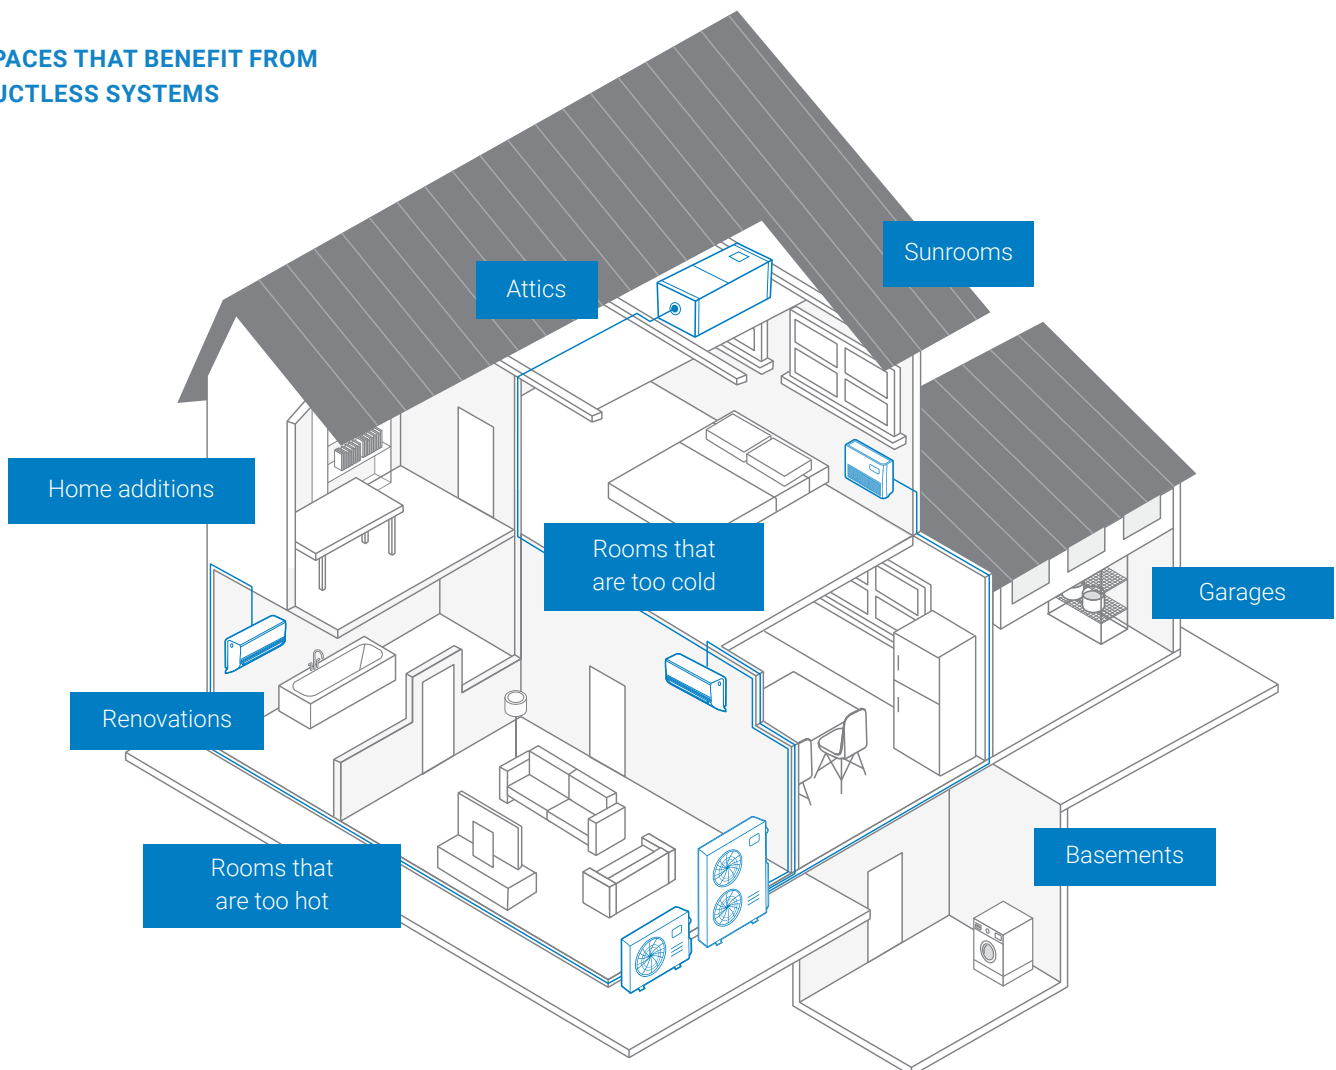 PACES THAT BENEFIT FROM
UCTLESS SYSTEMS
Sunrooms
Attics
Home additions
Rooms that
are too cold
Garages
Renovations
Rooms that
are too hot
Basements